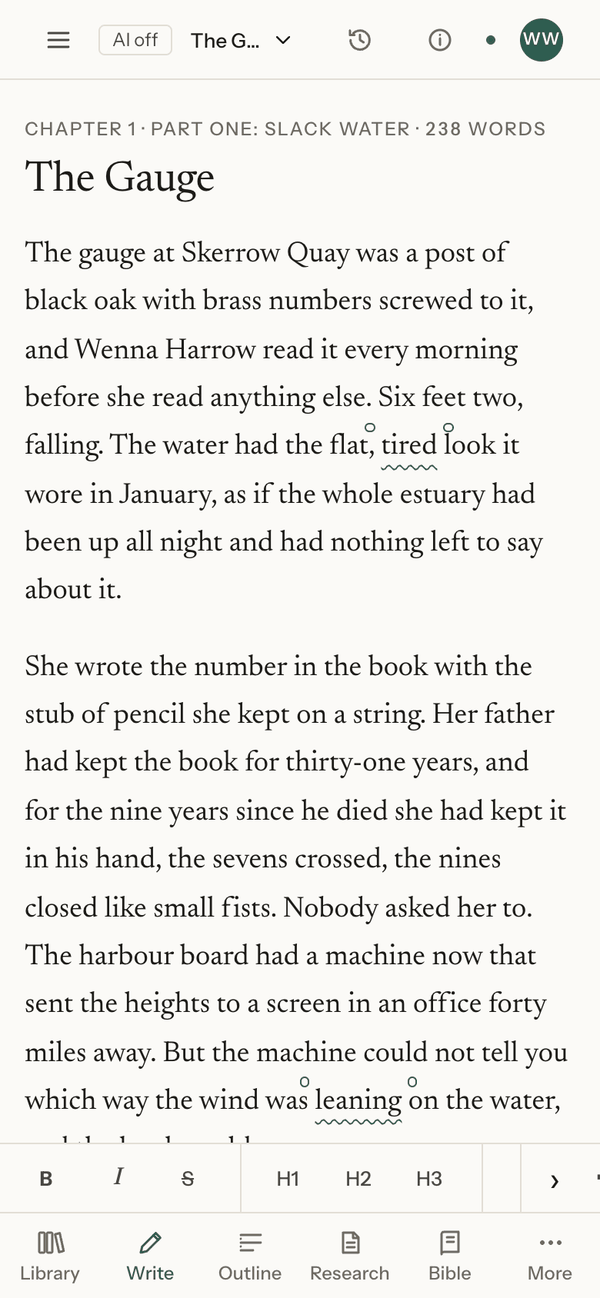 AI off The G...
WW
CHAPTER 1 · PART ONE: SLACK WATER · 238 WORDS
The Gauge
The gauge at Skerrow Quay was a post of
black oak with brass numbers screwed to it,
and Wenna Harrow read it every morning
before she read anything else. Six feet two,
falling. The water had the flat, tired look it
wore in January, as if the whole estuary had
been up all night and had nothing left to say
about it.
She wrote the number in the book with the
stub of pencil she kept on a string. Her father
had kept the book for thirty-one years, and
for the nine years since he died she had kept it
in his hand, the sevens crossed, the nines
closed like small fists. Nobody asked her to.
The harbour board had a machine now that
sent the heights to a screen in an office forty
miles away. But the machine could not tell you
which way the wind was leaning on the water,
B I S H1 H2 H3
Library Write Outline Research Bible More